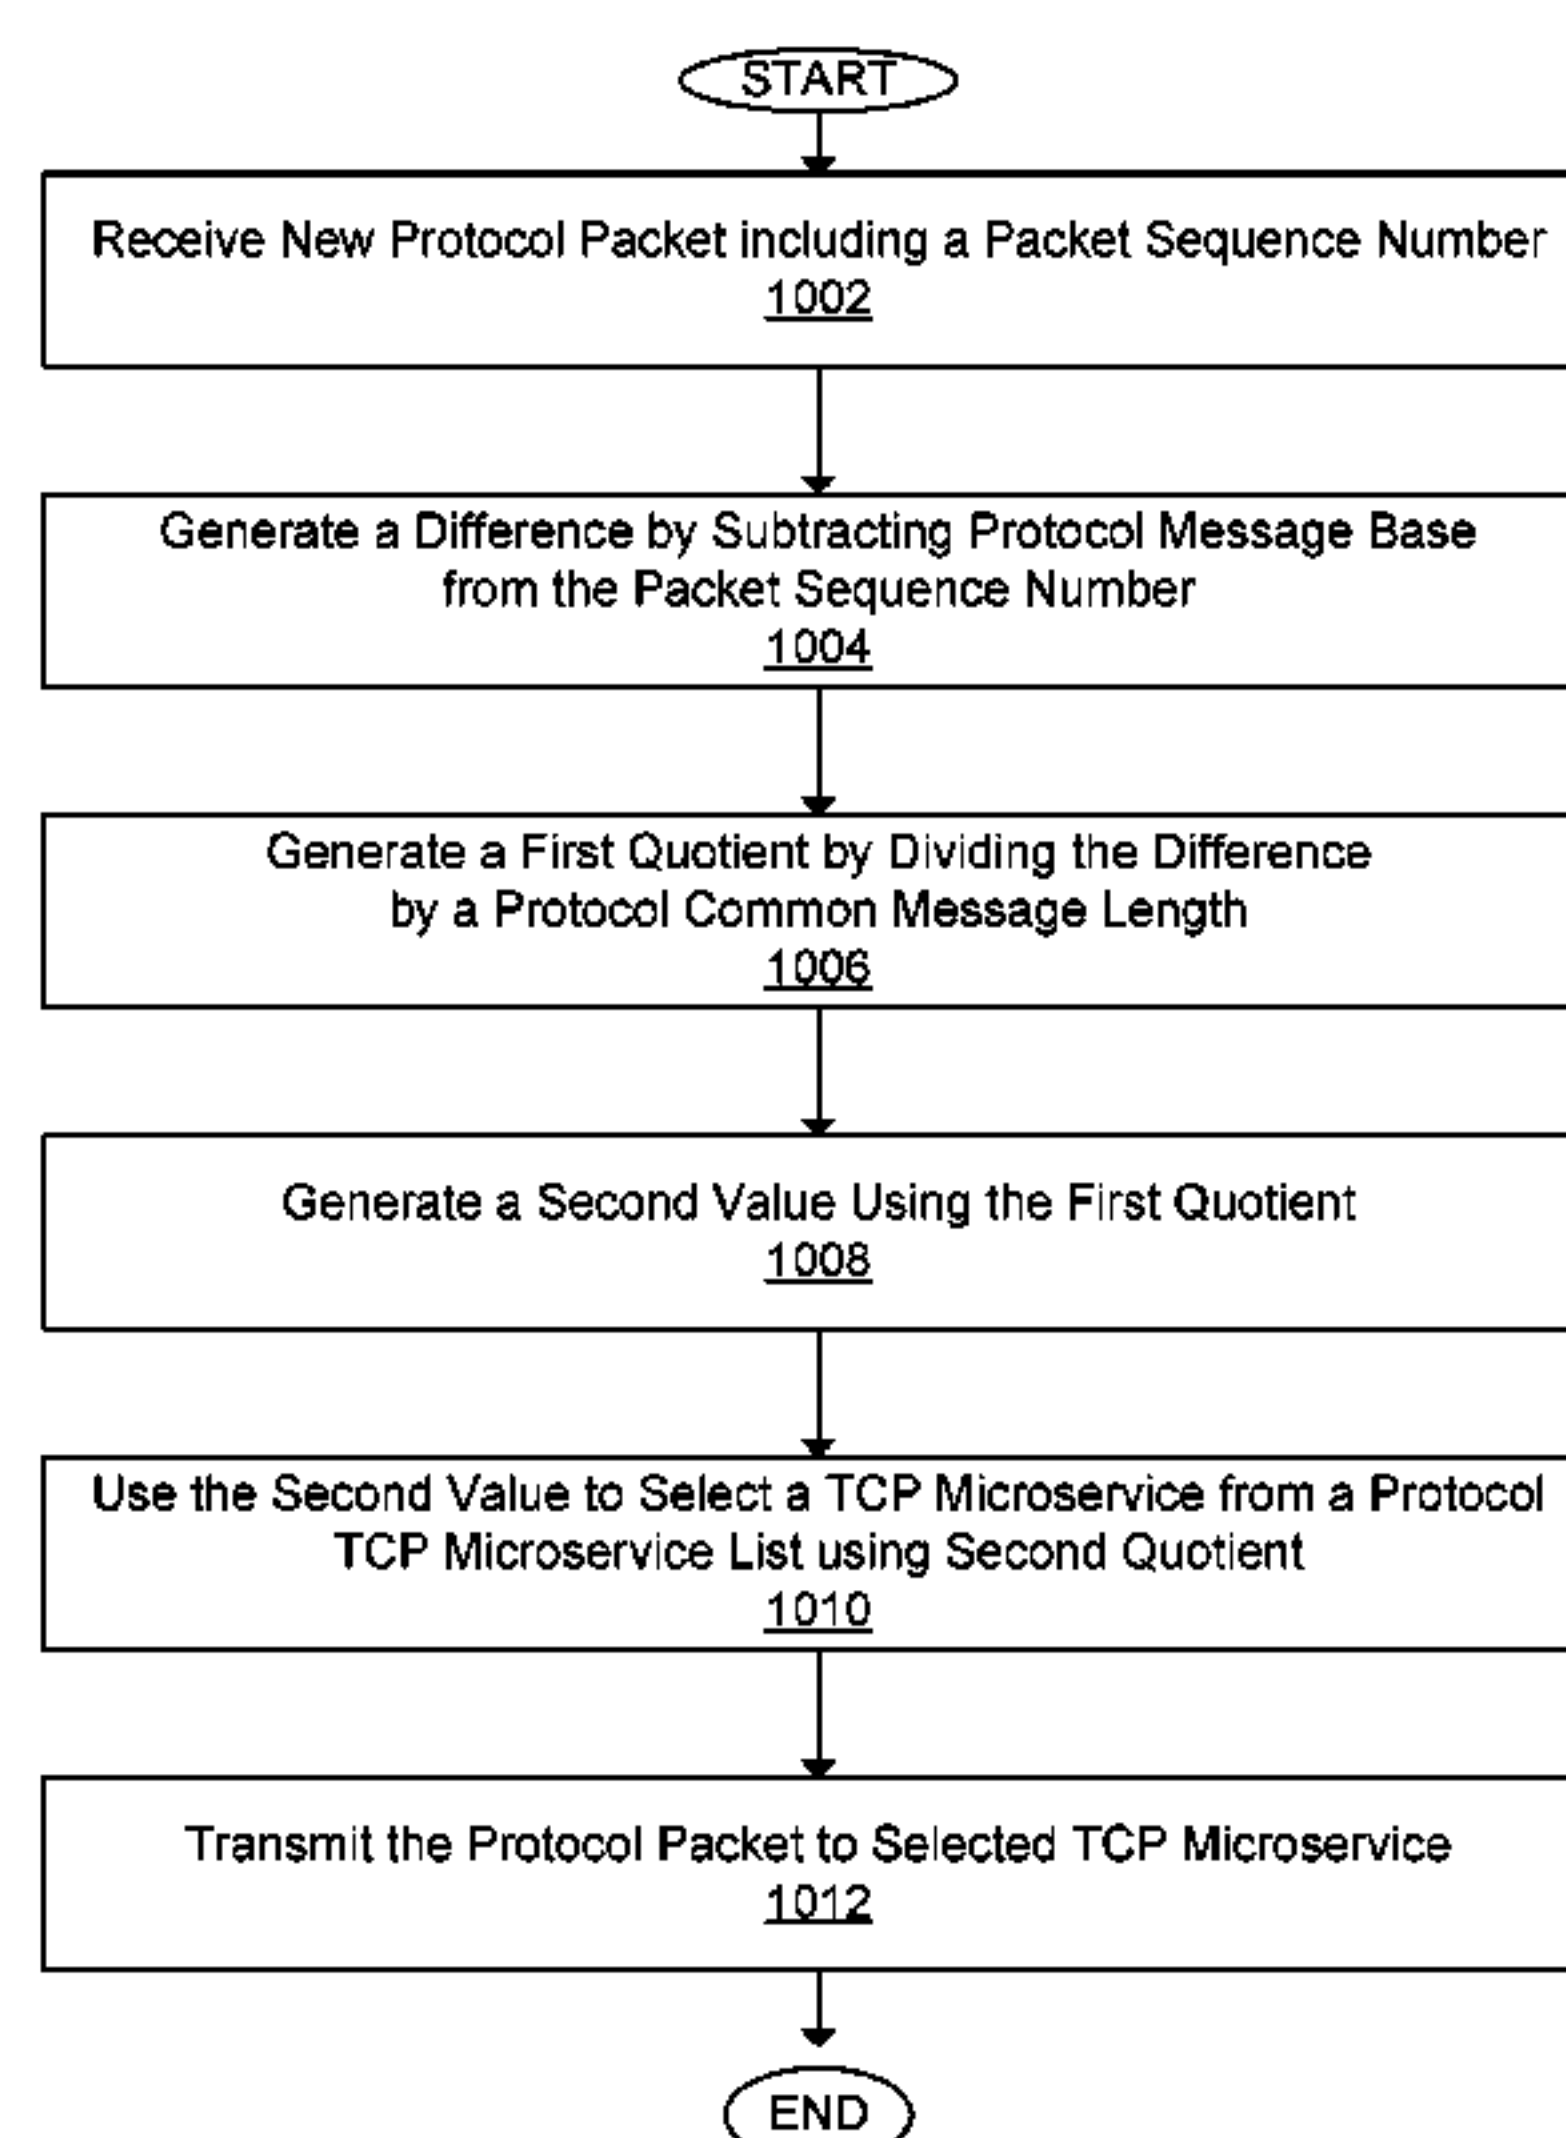 START
Receive New Protocol Packet including a Packet Sequence Number
1002
Generate a Difference by Subtracting Protocol Message Base
from the Packet Sequence Number
1004
Generate a First Quotient by Dividing the Difference
by a Protocol Common Message Length
1006
Generate a Second Value Using the First Quotient
1008
Use the Second Value to Select a TCP Microservice from a Protocol
TCP Microservice List using Second Quotient
1010
Transmit the Protocol Packet to Selected TCP Microservice
1012
END